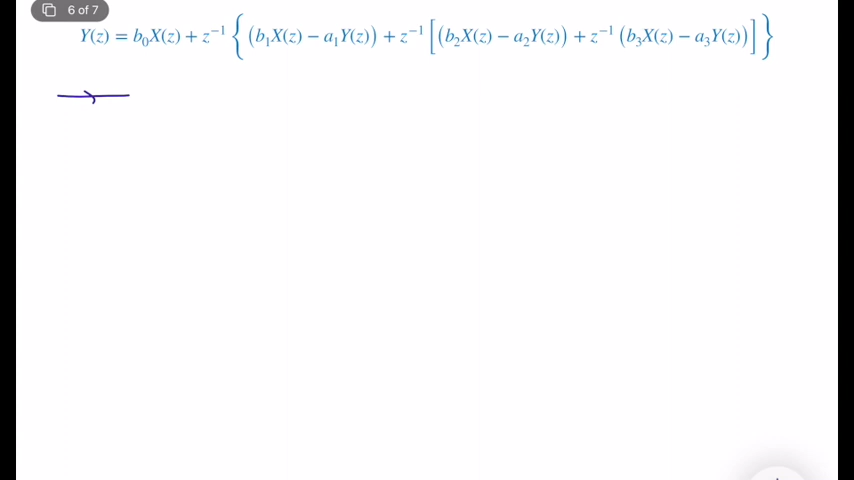 6 of 7
Y(z) = b₀X(z) + z⁻¹ { (b₁X(z) − a₁Y(z)) + z⁻¹ [ (b₂X(z) − a₂Y(z)) + z⁻¹ (b₃X(z) − a₃Y(z)) ] }